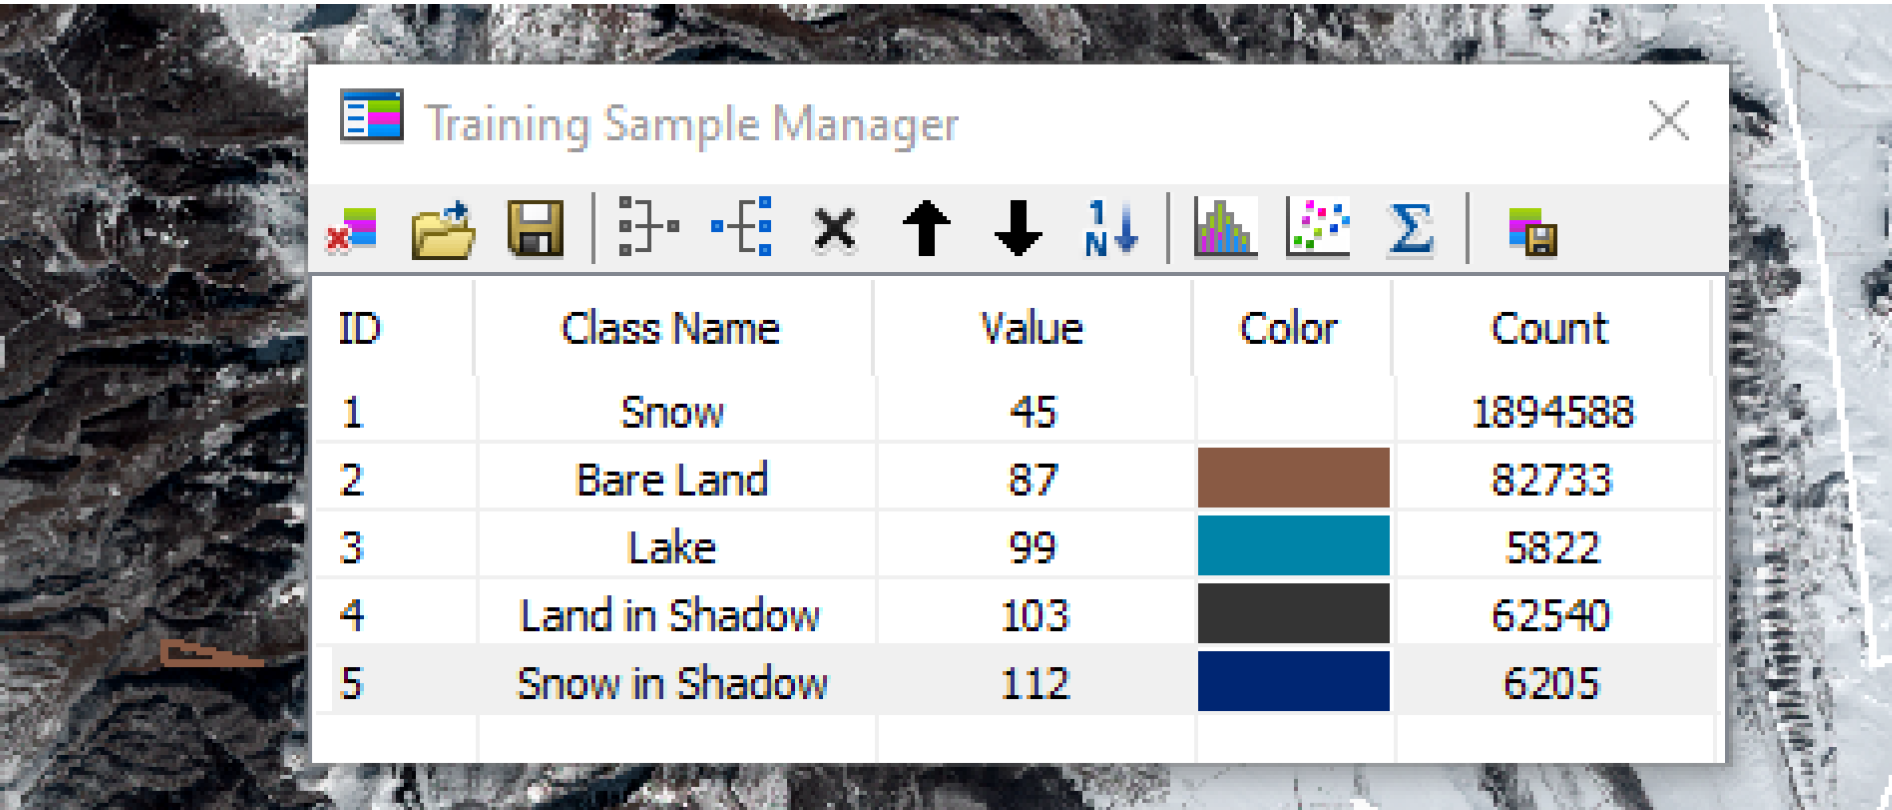 Training Sample Manager
1
N
Σ
ID Class Name Value Color Count
1 Snow 45 1894588
2 Bare Land 87 82733
3 Lake 99 5822
4 Land in Shadow 103 62540
5 Snow in Shadow 112 6205